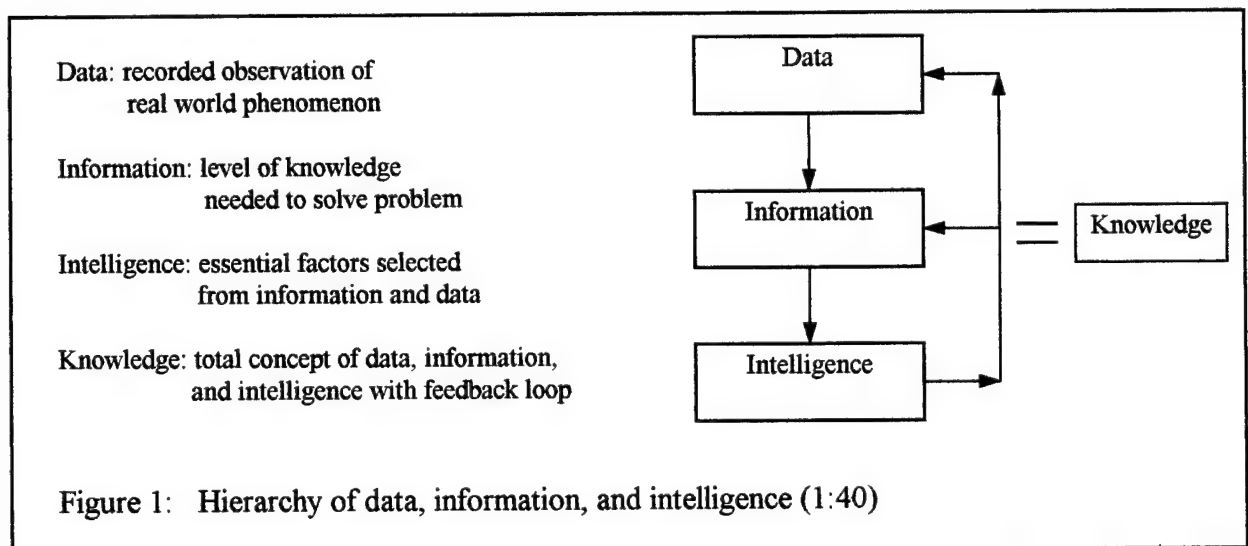 Data: recorded observation of
real world phenomenon
Information: level of knowledge
needed to solve problem
Intelligence: essential factors selected
from information and data
Knowledge: total concept of data, information,
and intelligence with feedback loop
Data
Information
Intelligence
=
Knowledge
Figure 1: Hierarchy of data, information, and intelligence (1:40)